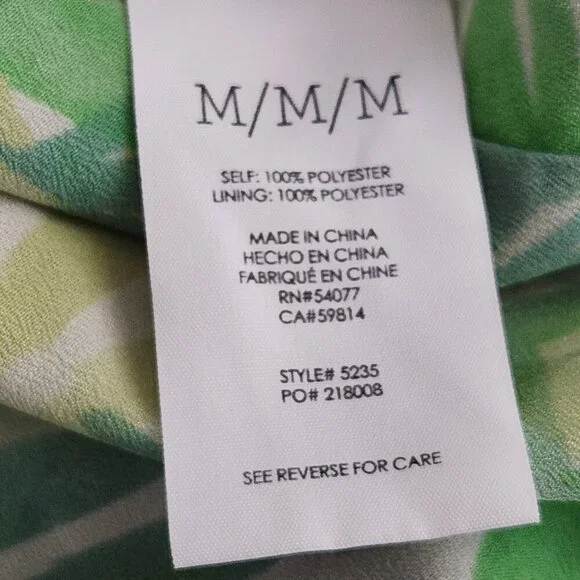 M/M/M
SELF: 100% POLYESTER
LINING: 100% POLYESTER
MADE IN CHINA
HECHO EN CHINA
FABRIQUÉ EN CHINE
RN#54077
CA#59814
STYLE# 5235
PO# 218008
SEE REVERSE FOR CARE